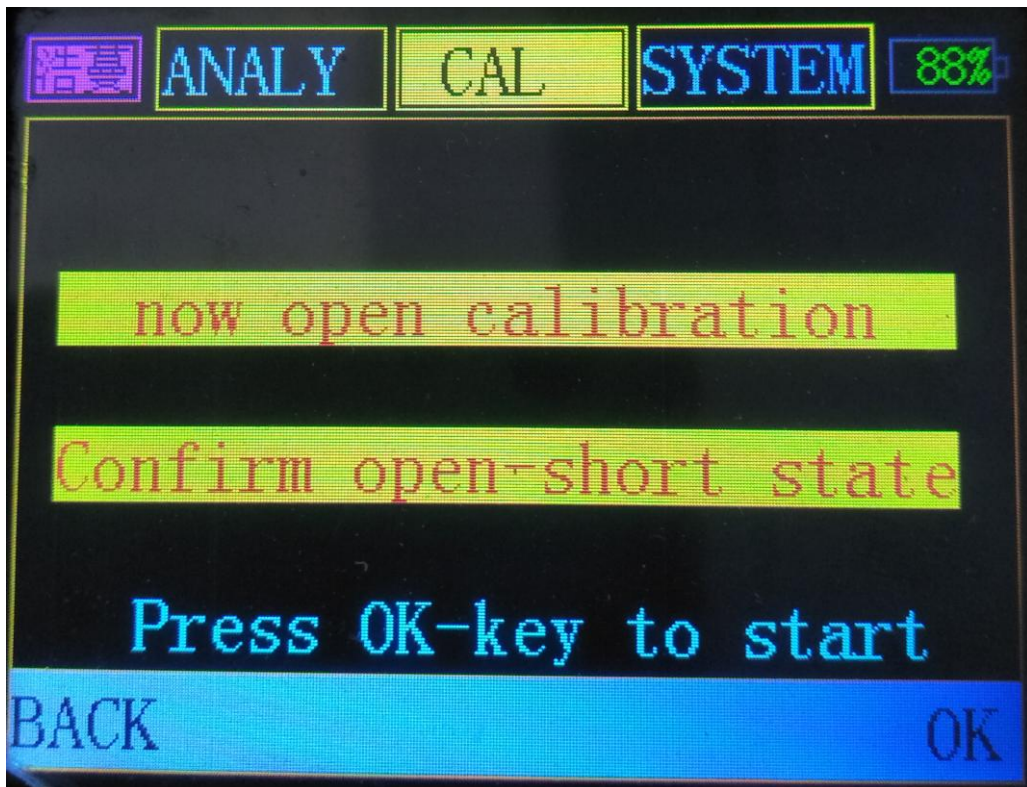 ANALY CAL SYSTEM 88%
now open calibration
Confirm open-short state
Press OK-key to start
BACK OK